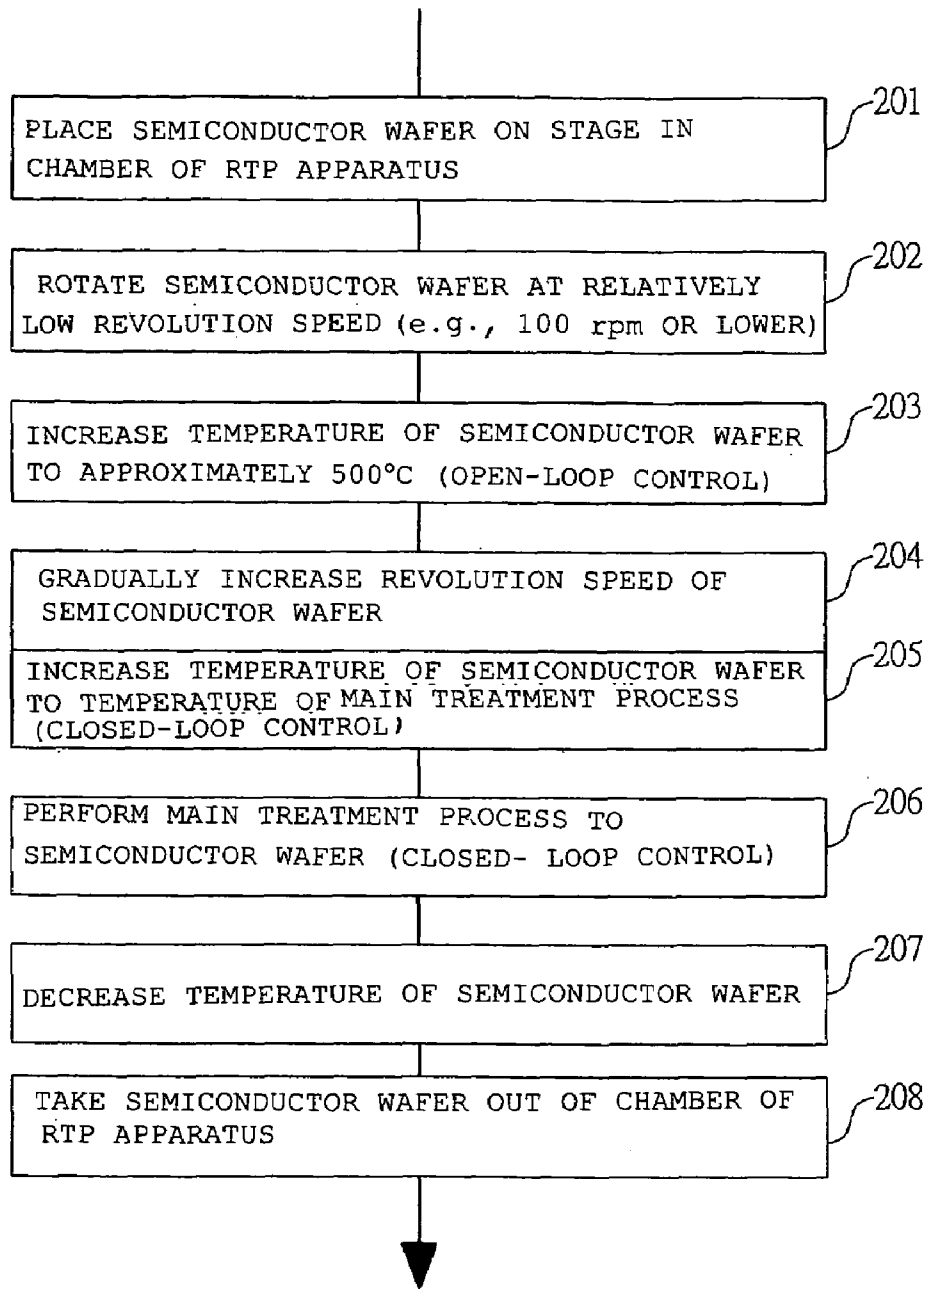 201
PLACE SEMICONDUCTOR WAFER ON STAGE IN
CHAMBER OF RTP APPARATUS
202
ROTATE SEMICONDUCTOR WAFER AT RELATIVELY
LOW REVOLUTION SPEED (e.g., 100 rpm OR LOWER)
203
INCREASE TEMPERATURE OF SEMICONDUCTOR WAFER
TO APPROXIMATELY 500°C (OPEN-LOOP CONTROL)
204
GRADUALLY INCREASE REVOLUTION SPEED OF
SEMICONDUCTOR WAFER
205
INCREASE TEMPERATURE OF SEMICONDUCTOR WAFER
TO TEMPERATURE OF MAIN TREATMENT PROCESS
(CLOSED-LOOP CONTROL)
206
PERFORM MAIN TREATMENT PROCESS TO
SEMICONDUCTOR WAFER (CLOSED- LOOP CONTROL)
207
DECREASE TEMPERATURE OF SEMICONDUCTOR WAFER
208
TAKE SEMICONDUCTOR WAFER OUT OF CHAMBER OF
RTP APPARATUS